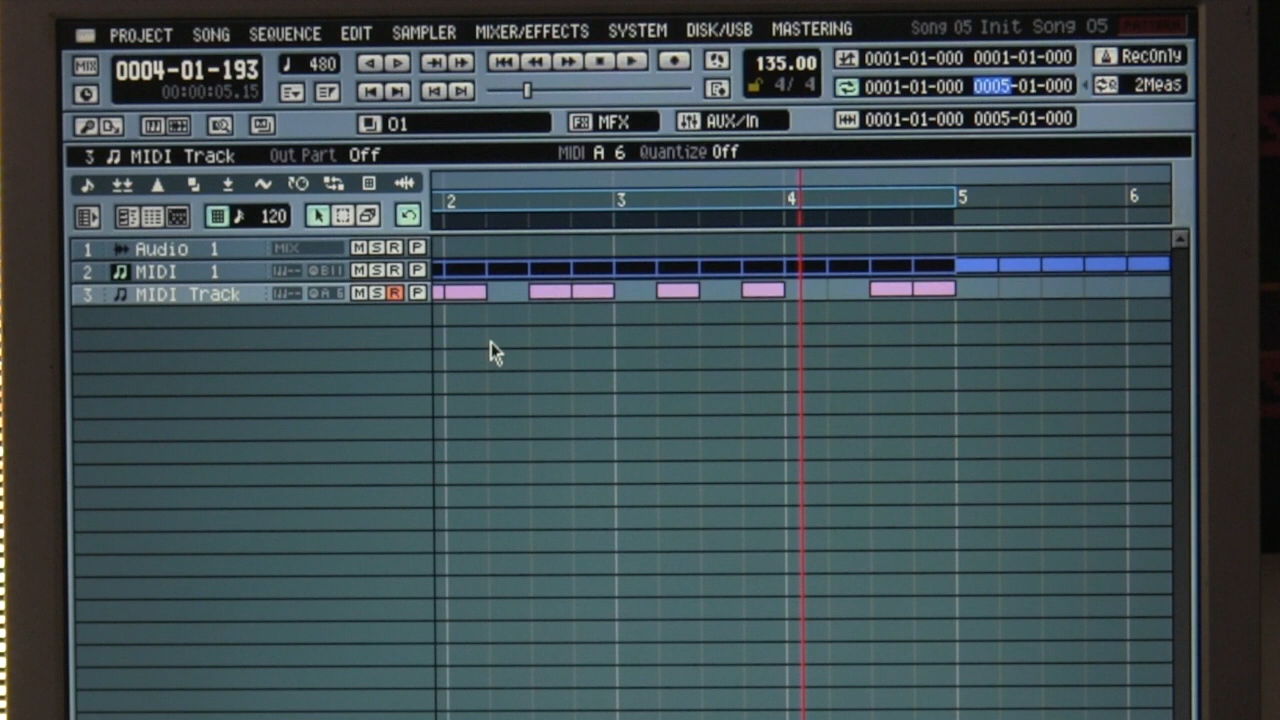 PROJECT SONG SEQUENCE EDIT SAMPLER MIXER/EFFECTS SYSTEM DISK/USB MASTERING Song 05 Init Song 05 PATTERN
MIX 0004-01-193 480 135.00 0001-01-000 0001-01-000 RecOnly
00:00:05.15 4/ 4 0001-01-000 0005-01-000 2Meas
01 FX MFX AUX/In 0001-01-000 0005-01-000
3 MIDI Track Out Part Off MIDI A 6 Quantize Off
120 2 3 4 5 6
1 Audio 1 MIX M S R P
2 MIDI 1 M S R P
3 MIDI Track A 6 M S R P